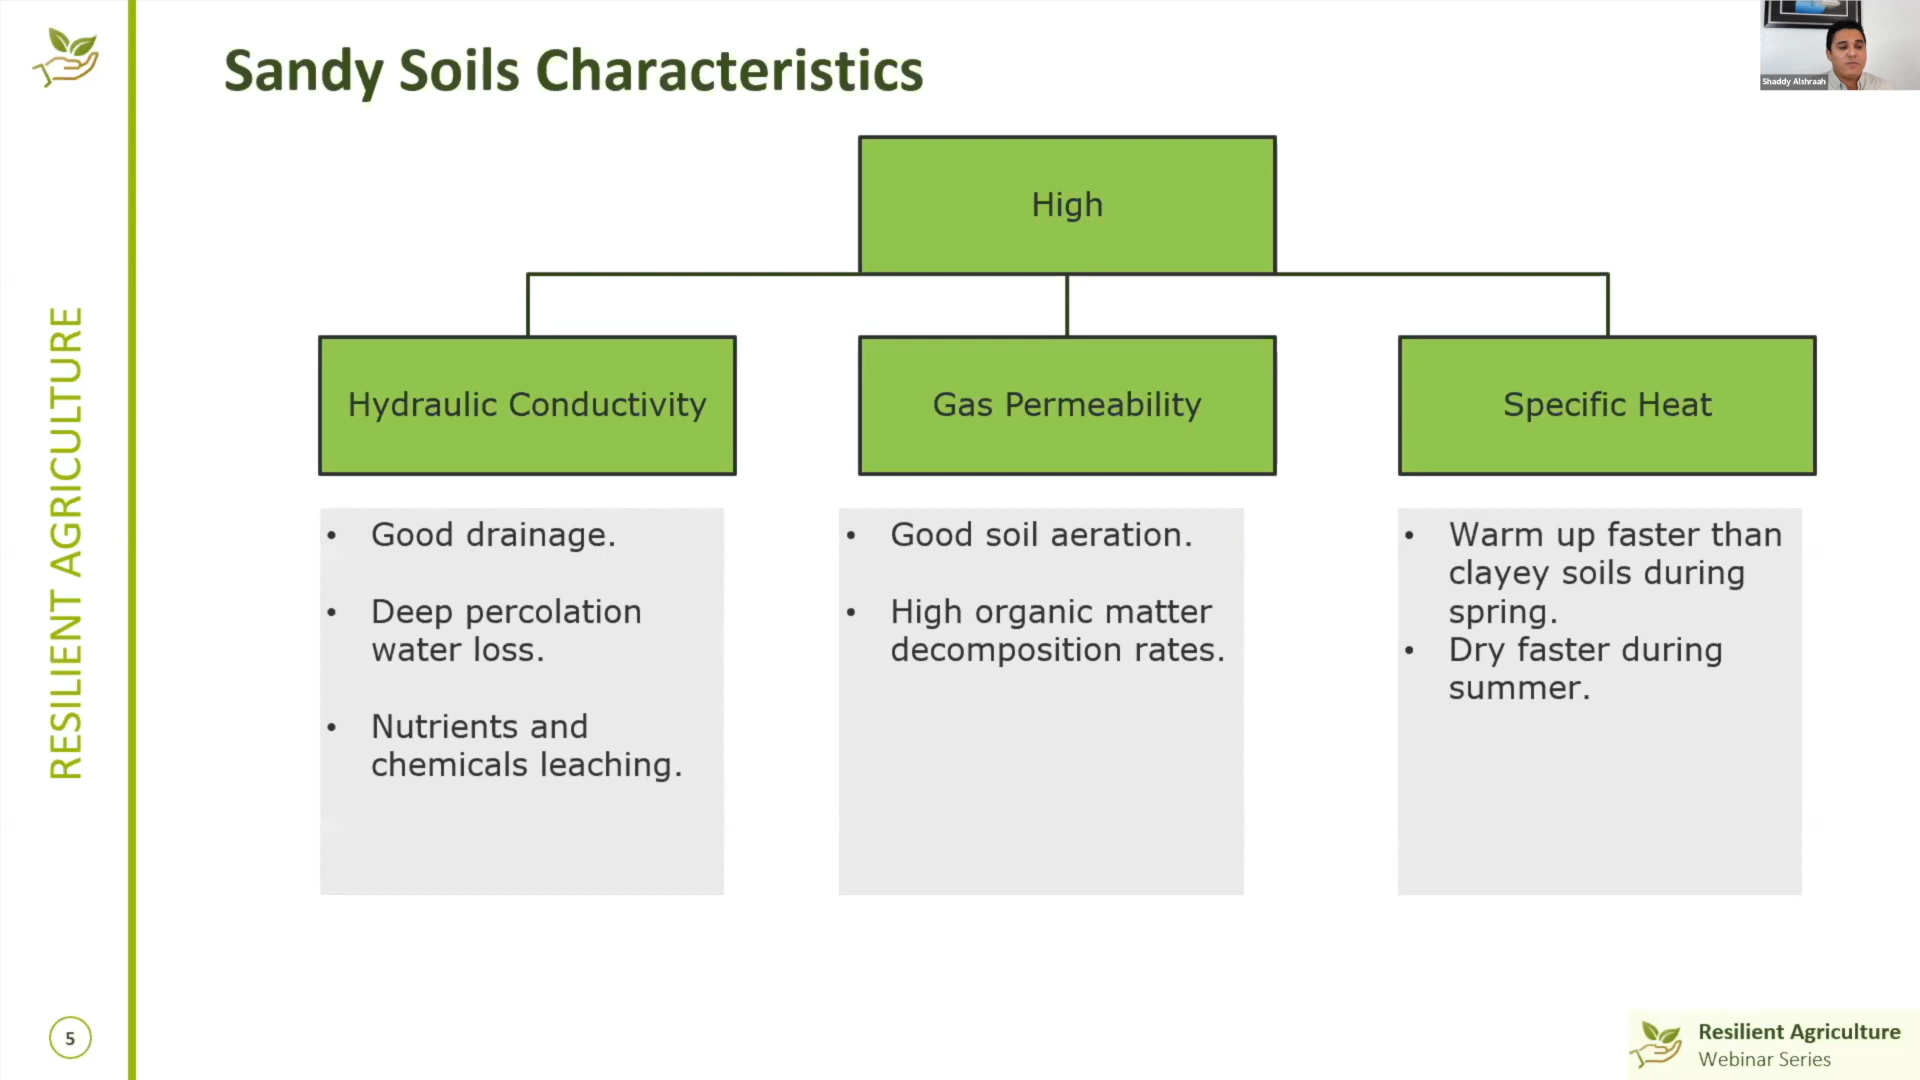 Sandy Soils Characteristics
Shaddy Alshraah
RESILIENT AGRICULTURE
High
Hydraulic Conductivity
Gas Permeability
Specific Heat
• Good drainage.
• Deep percolation
water loss.
• Nutrients and
chemicals leaching.
• Good soil aeration.
• High organic matter
decomposition rates.
• Warm up faster than
clayey soils during
spring.
• Dry faster during
summer.
5
Resilient Agriculture
Webinar Series